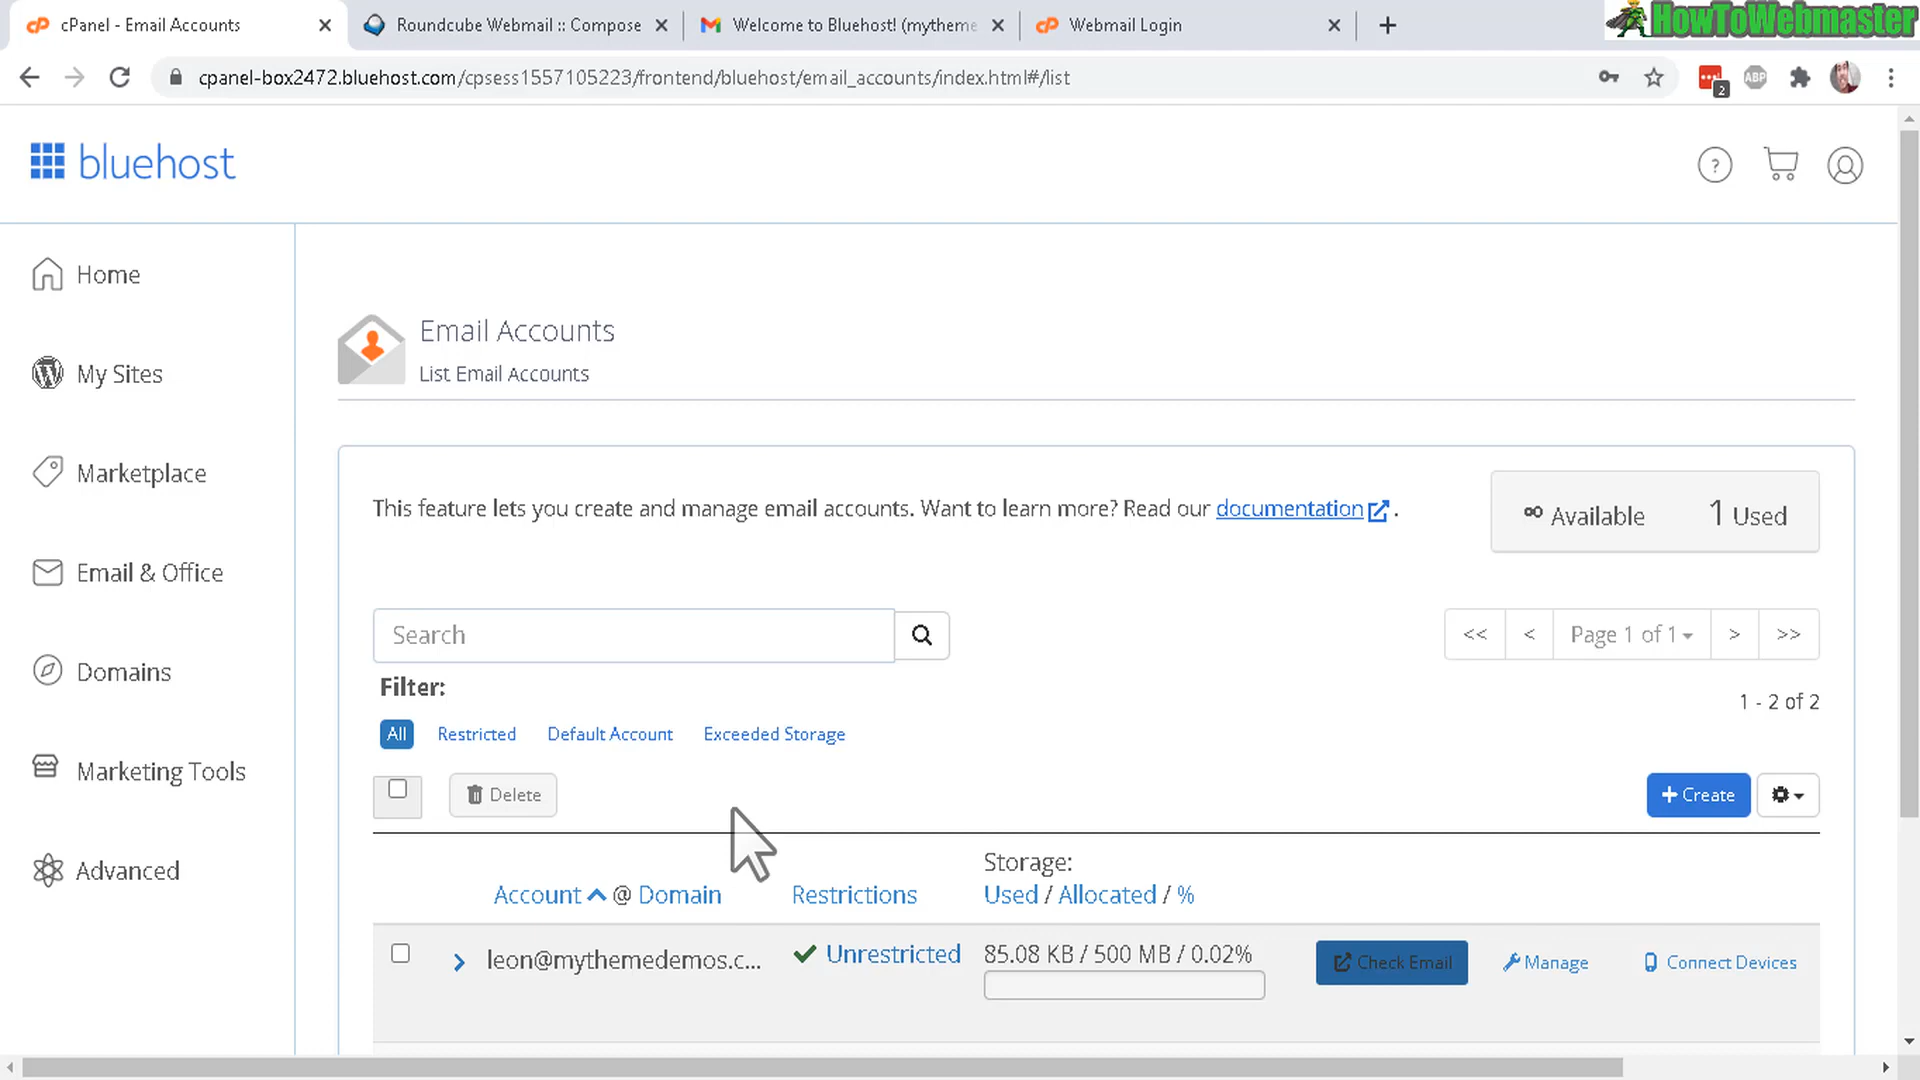 cPanel - Email Accounts
Roundcube Webmail :: Compose
Welcome to Bluehost! (mytheme
Webmail Login
HowToWebmaster
cpanel-box2472.bluehost.com/cpsess1557105223/frontend/bluehost/email_accounts/index.html#/list
2
ABP
bluehost
?
Home
My Sites
Marketplace
Email & Office
Domains
Marketing Tools
Advanced
Email Accounts
List Email Accounts
This feature lets you create and manage email accounts. Want to learn more? Read our documentation .
∞ Available 1 Used
Search
<< < Page 1 of 1 > >>
Filter:
1 - 2 of 2
All Restricted Default Account Exceeded Storage
Delete
+ Create
Storage:
Account @ Domain Restrictions Used / Allocated / %
leon@mythemedemos.c... Unrestricted 85.08 KB / 500 MB / 0.02% Check Email Manage Connect Devices